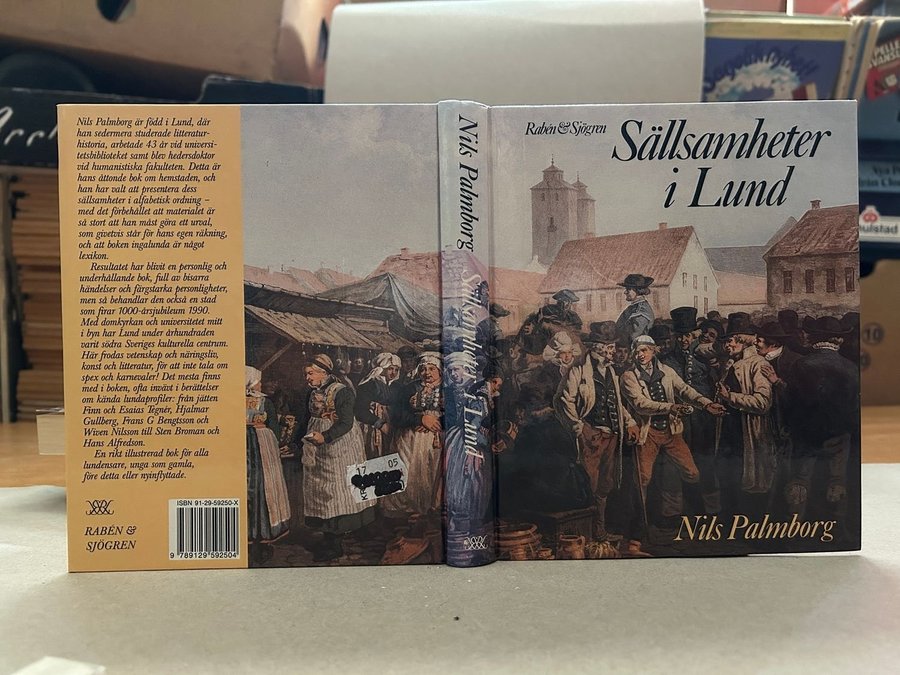 Nils Palmborg är född i Lund, där
han sedermera studerade litteratur-
historia, arbetade 43 år vid universi-
tetsbiblioteket samt blev hedersdoktor
vid humanistiska fakulteten. Detta är
hans åttonde bok om hemstaden, och
han har valt att presentera dess
sällsamheter i alfabetisk ordning –
med det förbehållet att materialet är
så stort att han måst göra ett urval,
som givetvis står för hans egen räkning,
och att boken ingalunda är något
lexikon.
Resultatet har blivit en personlig och
underhållande bok, full av bisarra
händelser och färgstarka personligheter,
men så behandlar den också en stad
som firar 1000-årsjubileum 1990.
Med domkyrkan och universitetet mitt
i byn har Lund under århundraden
varit södra Sveriges kulturella centrum.
Här frodas vetenskap och näringsliv,
konst och litteratur, för att inte tala om
spex och karnevaler! Det mesta finns
med i boken, ofta invävt i berättelser
om kända lundaprofiler: från jätten
Finn och Esaias Tegnér, Hjalmar
Gullberg, Frans G Bengtsson och
Wiven Nilsson till Sten Broman och
Hans Alfredson.
En rikt illustrerad bok för alla
lundensare, unga som gamla,
före detta eller nyinflyttade.
RABÉN &
SJÖGREN
ISBN 91-29-59250-X
9 789129 592504
05
Nils Palmborg
Sällsamheter i Lund
Rabén & Sjögren
Sällsamheter
i Lund
Nils Palmborg
PELLE
SVANS